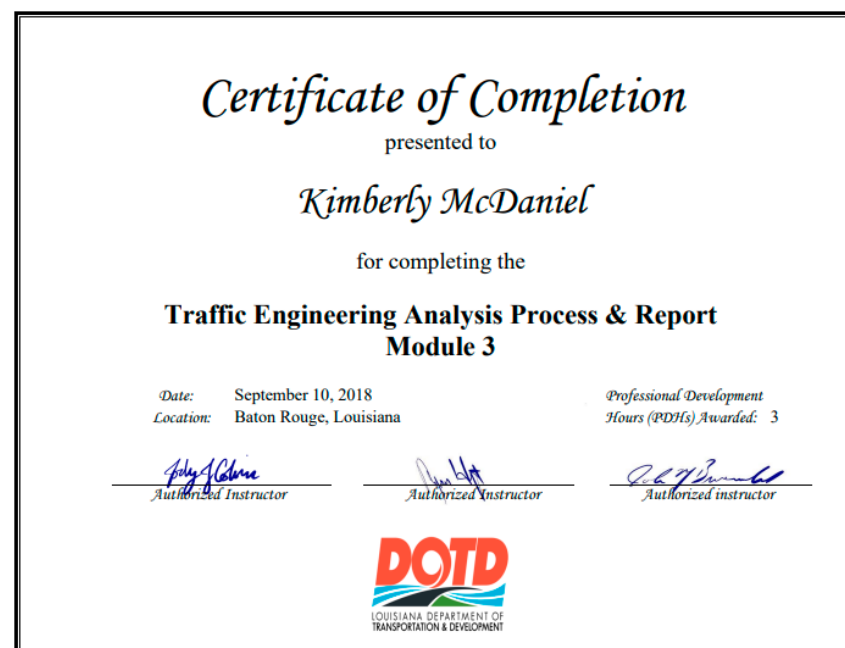 Certificate of Completion
presented to
Kimberly McDaniel
for completing the
Traffic Engineering Analysis Process & Report
Module 3
Date: September 10, 2018
Location: Baton Rouge, Louisiana
Professional Development
Hours (PDHs) Awarded: 3
Authorized Instructor
Authorized Instructor
Authorized instructor
DOTD
LOUISIANA DEPARTMENT OF
TRANSPORTATION & DEVELOPMENT